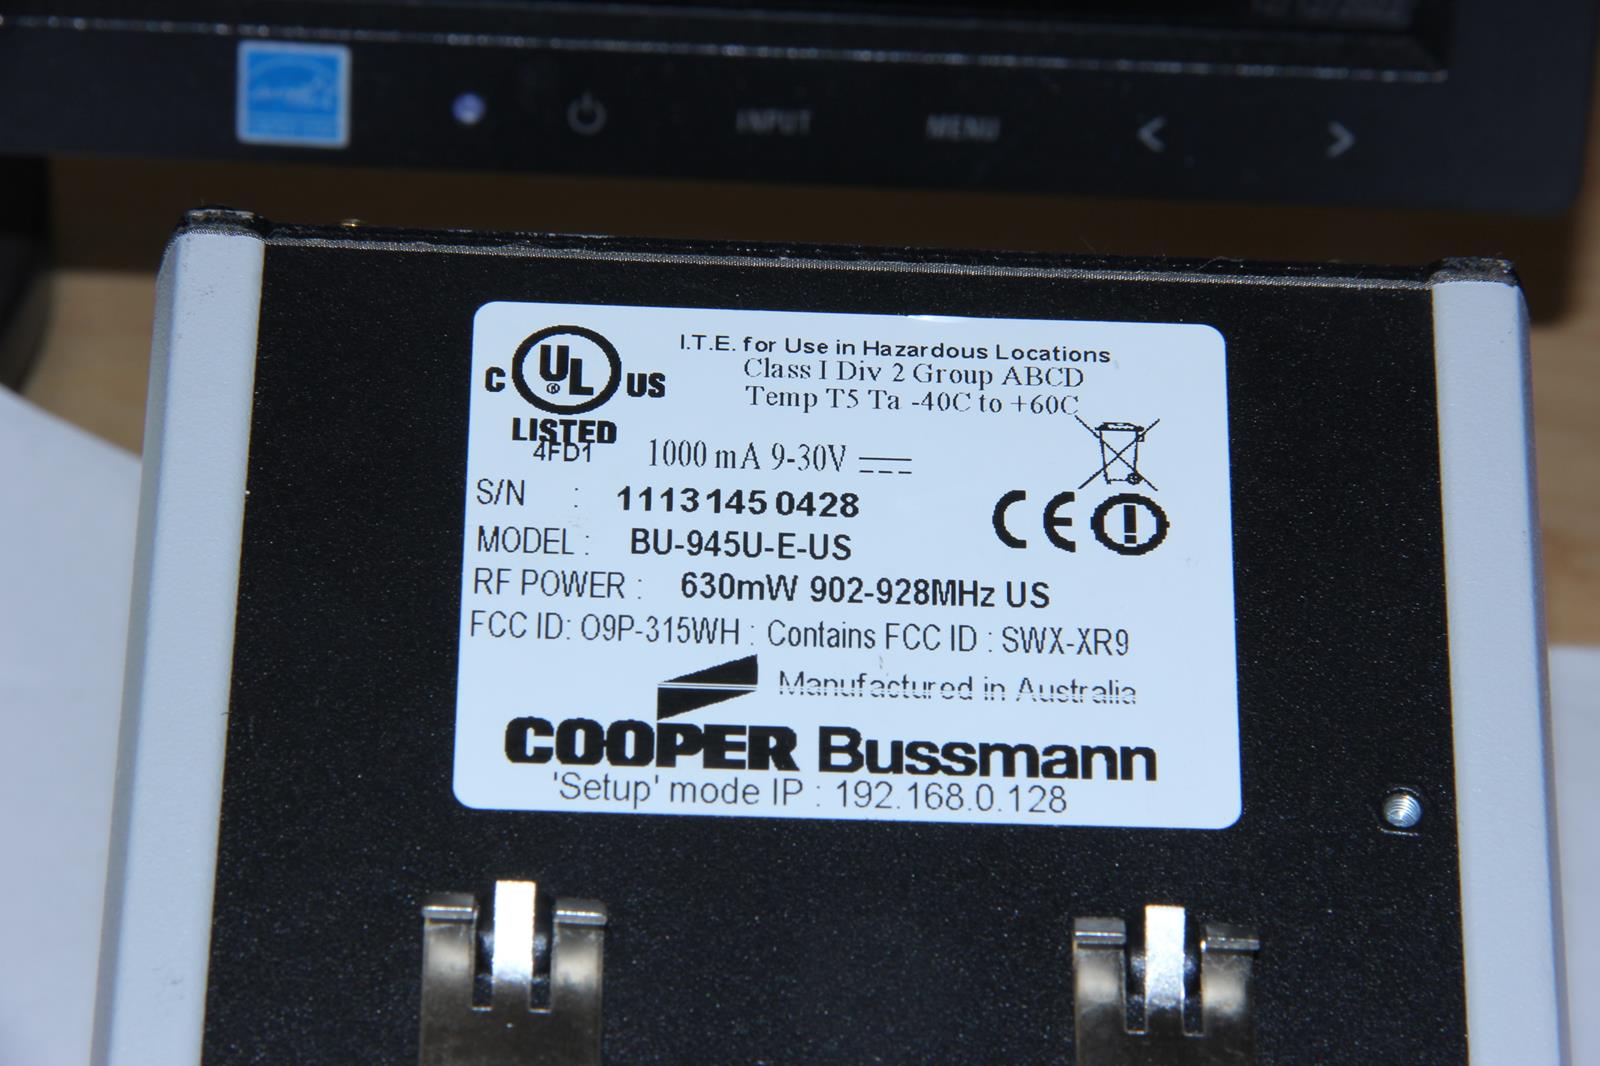 INPUT MENU
C UL ® US
LISTED
4FD1
I.T.E. for Use in Hazardous Locations
Class I Div 2 Group ABCD
Temp T5 Ta -40C to +60C
1000 mA 9-30V
S/N : 11131450428
MODEL : BU-945U-E-US
CE
RF POWER : 630mW 902-928MHz US
FCC ID: O9P-315WH : Contains FCC ID : SWX-XR9
Manufactured in Australia
COOPER Bussmann
'Setup' mode IP : 192.168.0.128